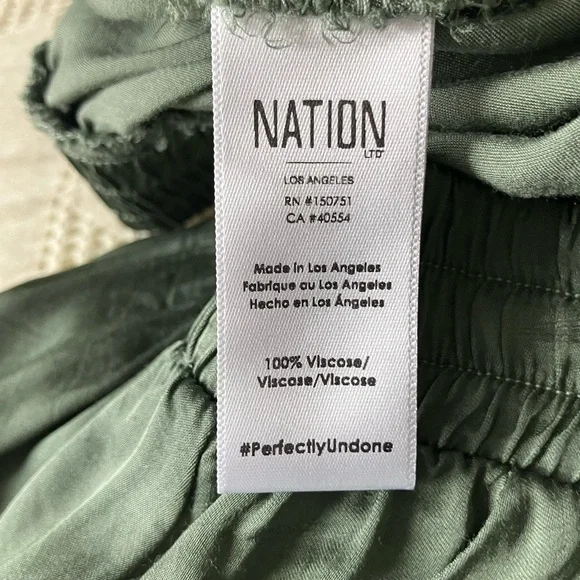 NATION
LTD
LOS ANGELES
RN #150751
CA #40554
Made in Los Angeles
Fabrique au Los Angeles
Hecho en Los Ángeles
100% Viscose/
Viscose/Viscose
#PerfectlyUndone